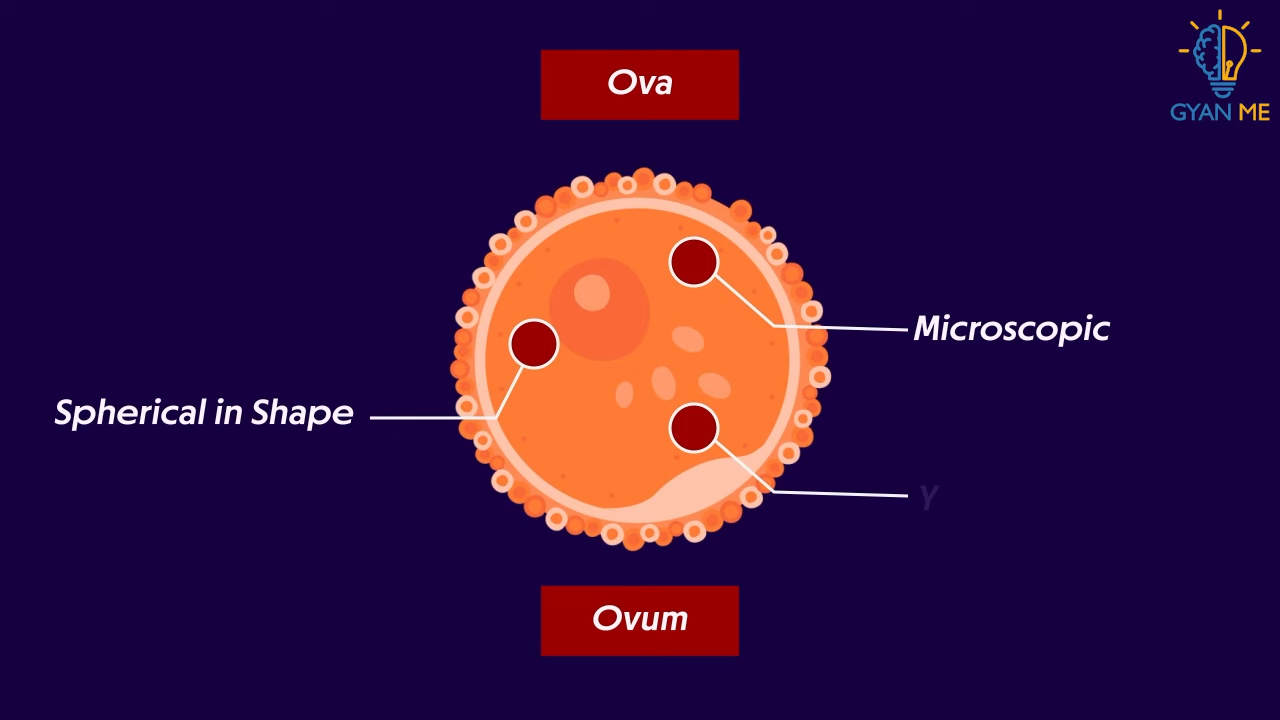 Ova
GYAN ME
Microscopic
Spherical in Shape
Y
Ovum